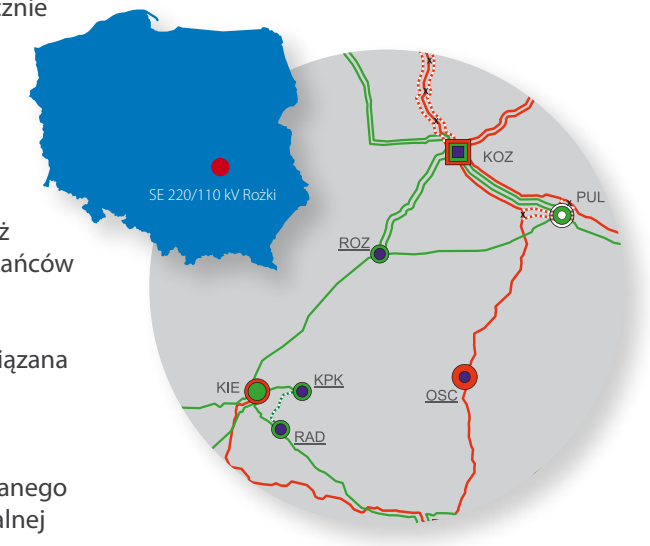 cznie
SE 220/110 kV Rożki
ż
ańców
iązana
anego
alnej
KOZ
PUL
ROZ
KIE
KPK
OSC
RAD